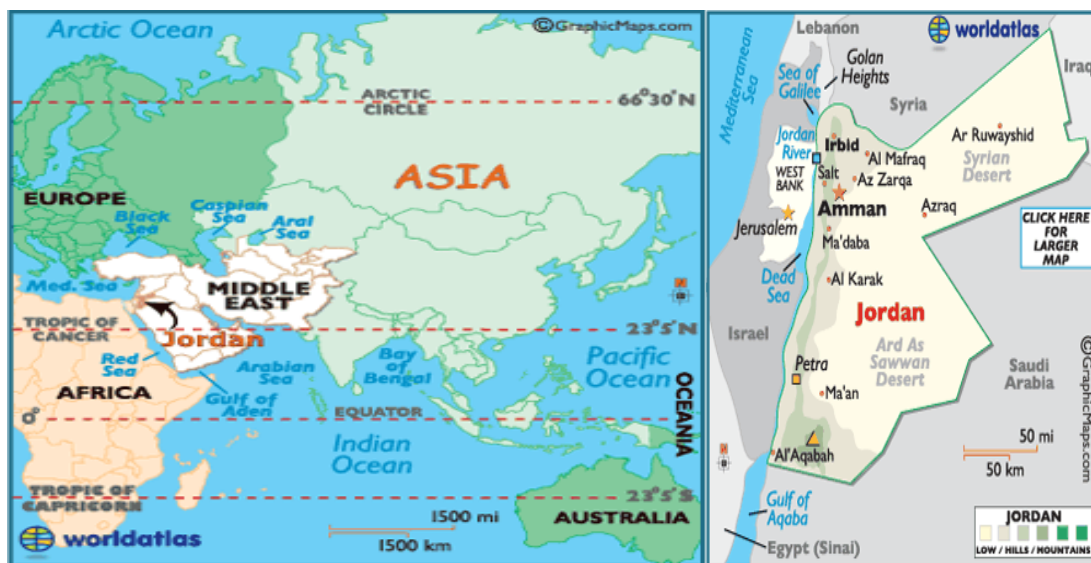 Arctic Ocean
©GraphicMaps.com
ARCTIC
CIRCLE
66°30'N
ASIA
EUROPE
Black
Sea
Caspian
Sea
Aral
Sea
Med. Sea
MIDDLE
EAST
TROPIC OF
CANCER
Jordan
23°5'N
Red
Sea
Arabian
Sea
Bay
of
Bengal
Pacific
Ocean
AFRICA
Gulf of
Aden
OCEANIA
0°
EQUATOR
Indian
Ocean
TROPIC OF
CAPRICORN
23°5'S
1500 mi
1500 km
AUSTRALIA
worldatlas
Lebanon
worldatlas
Golan
Heights
Iraq
Mediterranean
Sea
Sea of
Galilee
Syria
Ar Ruwayshid
Jordan
River
Irbid
Al Mafraq
Syrian
Desert
WEST
BANK
Salt
Az Zarqa
Amman
Azraq
Jerusalem
CLICK HERE
FOR
LARGER
MAP
Ma'daba
Dead
Sea
Al Karak
Israel
Jordan
Ard As
Sawwan
Desert
Petra
Saudi
Arabia
©GraphicMaps.com
Ma'an
50 mi
50 km
Al'Aqabah
Gulf of
Aqaba
Egypt (Sinai)
JORDAN
LOW / HILLS / MOUNTAINS